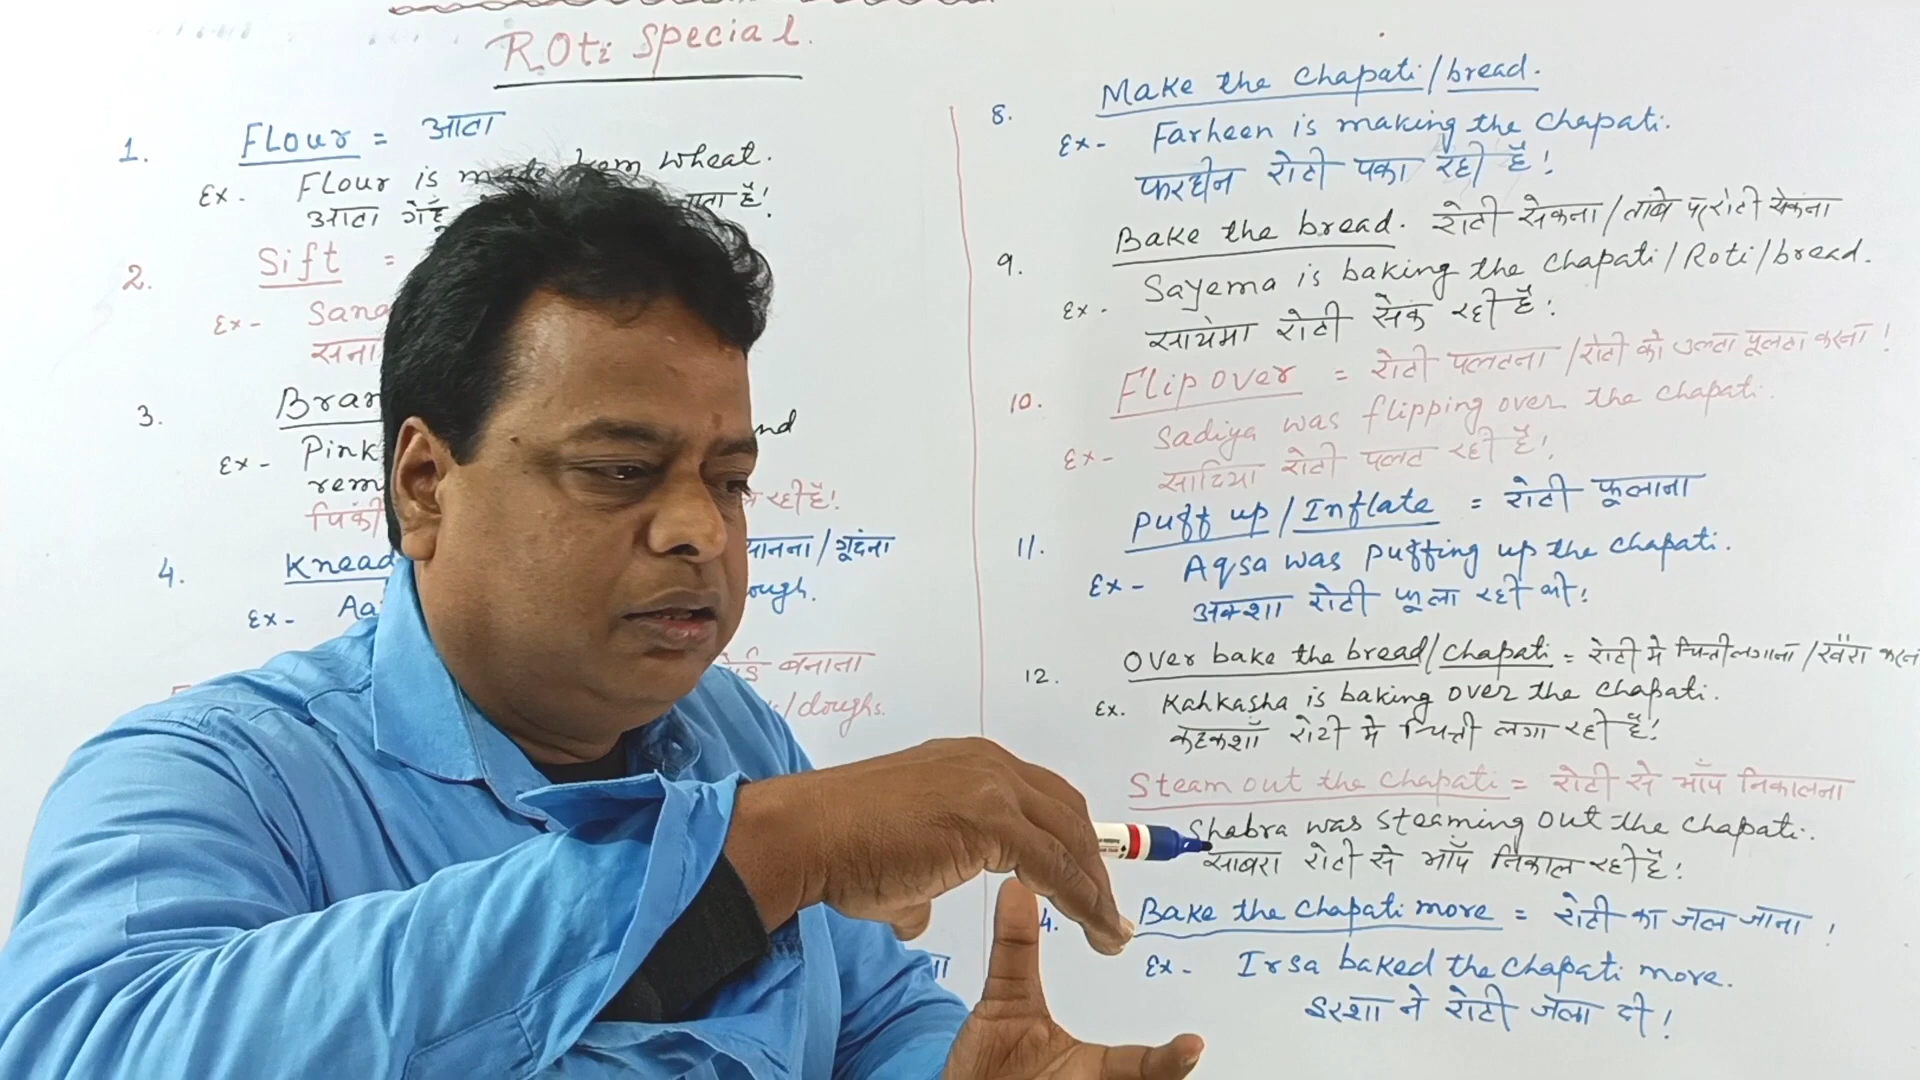 ROti special.
1. Flour = आटा
Ex - Flour is made from wheat.
आटा गेहूँ
2. Sift =
Ex - Sana
सना
3. Bran
Ex - Pink nd
rem
पिंकी रही हैं!
4. Knead सानना/गूंदना
Ex - Aa ough.
बनाना
/doughs.
8. Make the chapati/bread.
Ex - Farheen is making the chapati.
फरहीन रोटी पका रही हैं!
9. Bake the bread. रोटी सेकना/तावे पर रोटी सेकना
Ex - Sayema is baking the chapati/Roti/bread.
सायेमा रोटी सेंक रही हैं!
10. Flip over = रोटी पलटना/रोटी को उलटा पूलटा करना!
Ex - Sadiya was flipping over the chapati.
सादिया रोटी पलट रही हैं!
11. Puff up/Inflate = रोटी फूलाना
Ex - Aqsa was puffing up the chapati.
अक्शा रोटी फूला रही थी!
12. Over bake the bread/chapati = रोटी मे चित्ती लगाना/
Ex. Kahkasha is baking over the chapati.
कहकशाँ रोटी मे चित्ती लगा रही हैं!
Steam out the chapati = रोटी से भाँप निकालना
Shabra was steaming out the chapati.
साबरा रोटी से भाँप निकाल रही हैं!
4. Bake the chapati more = रोटी का जल जाना!
Ex - Irsa baked the chapati more.
इरशा ने रोटी जला दी!